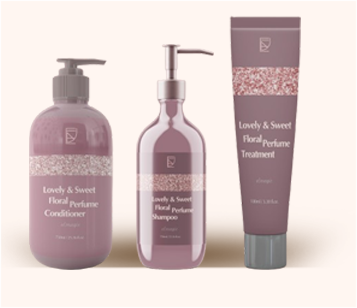 Lovely & Sweet
Floral Perfume
Conditioner
Lovely & Sweet
Floral Perfume
Shampoo
Lovely & Sweet
Floral Perfume
Treatment